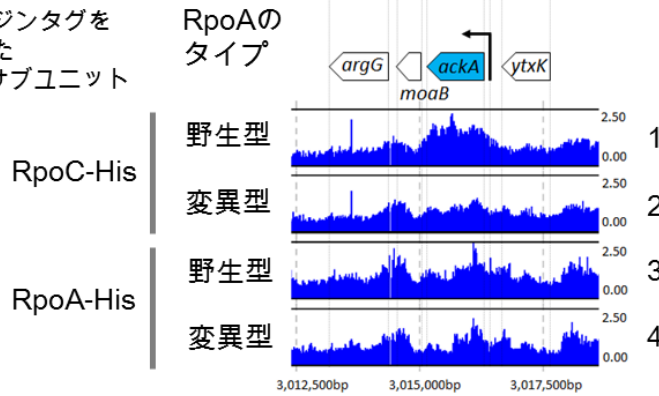 ジンタグを
た
サブユニット
RpoAの
タイプ
argG
moaB
ackA
ytxK
RpoC-His
野生型
2.50
0.00
1
変異型
2.50
0.00
2
RpoA-His
野生型
2.50
0.00
3
変異型
2.50
0.00
4
3,012,500bp
3,015,000bp
3,017,500bp